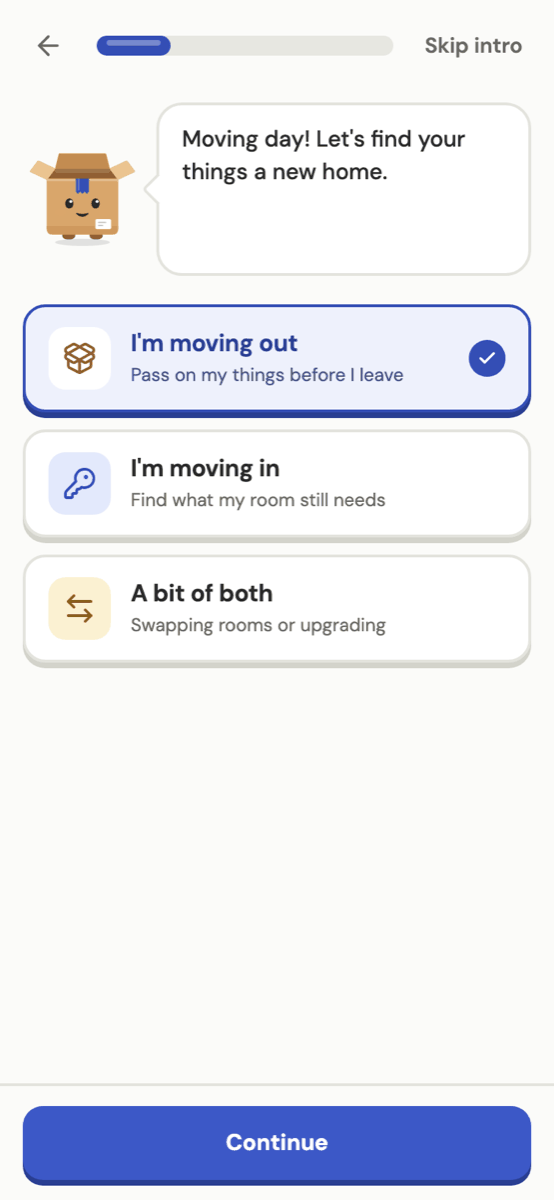 Skip intro
Moving day! Let's find your
things a new home.
I'm moving out
Pass on my things before I leave
I'm moving in
Find what my room still needs
A bit of both
Swapping rooms or upgrading
Continue